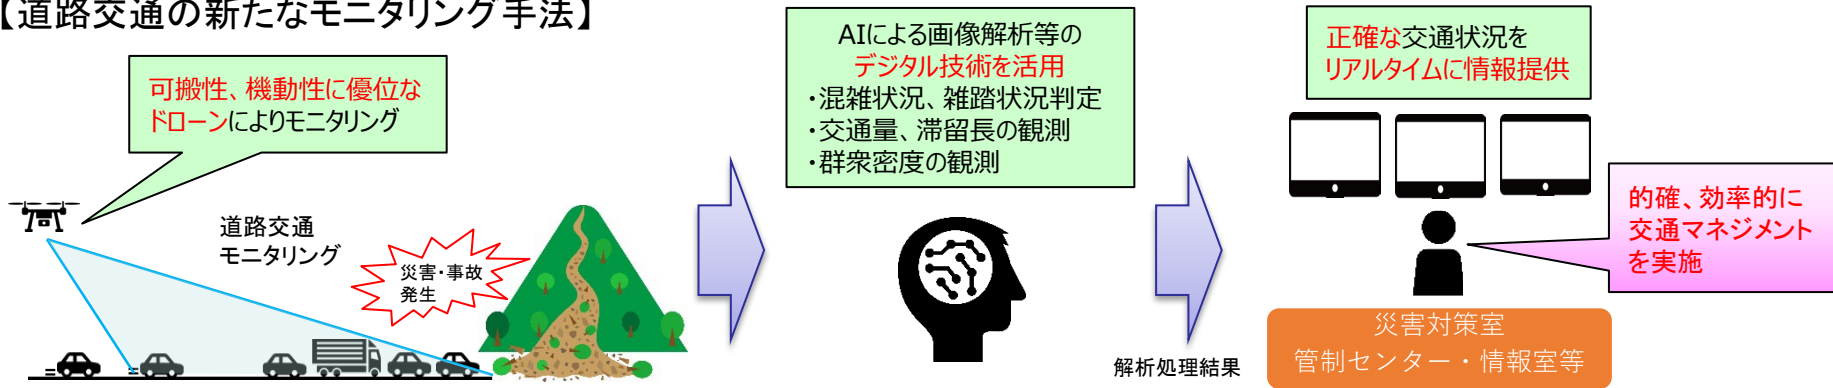 【道路交通の新たなモニタリング手法】
可搬性、機動性に優位な
ドローンによりモニタリング
道路交通
モニタリング
災害・事故
発生
AIによる画像解析等の
デジタル技術を活用
・混雑状況、雑踏状況判定
・交通量、滞留長の観測
・群衆密度の観測
解析処理結果
正確な交通状況を
リアルタイムに情報提供
的確、効率的に
交通マネジメント
を実施
災害対策室
管制センター・情報室等